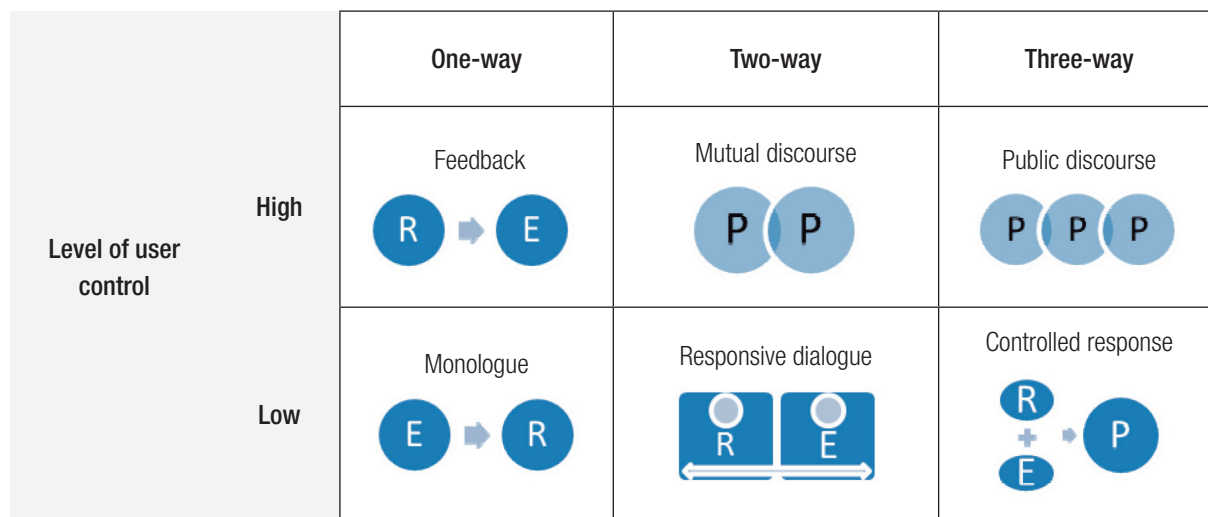 One-way
Two-way
Three-way
Level of user
control
High
Feedback
R E
Mutual discourse
P P
Public discourse
P P P
Low
Monologue
E R
Responsive dialogue
R E
Controlled response
R
+
E
P